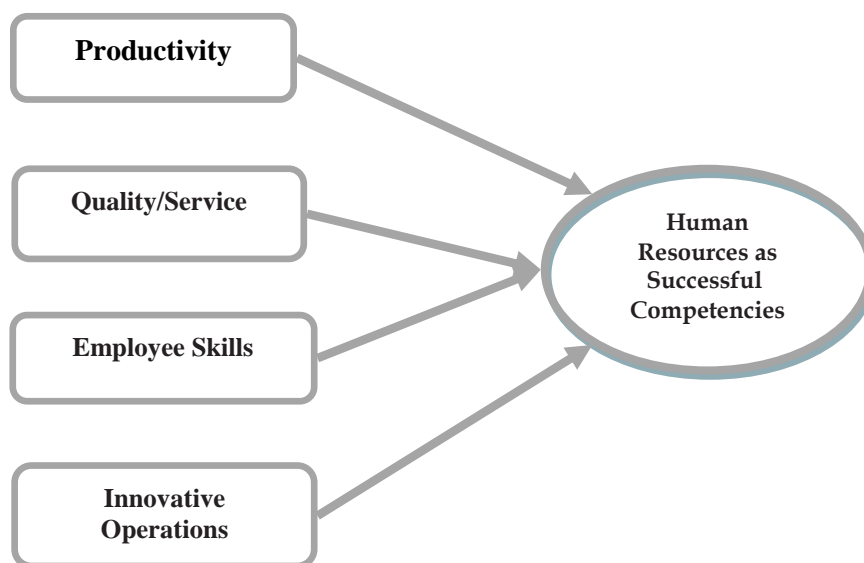 Productivity
Quality/Service
Employee Skills
Innovative
Operations
Human
Resources as
Successful
Competencies